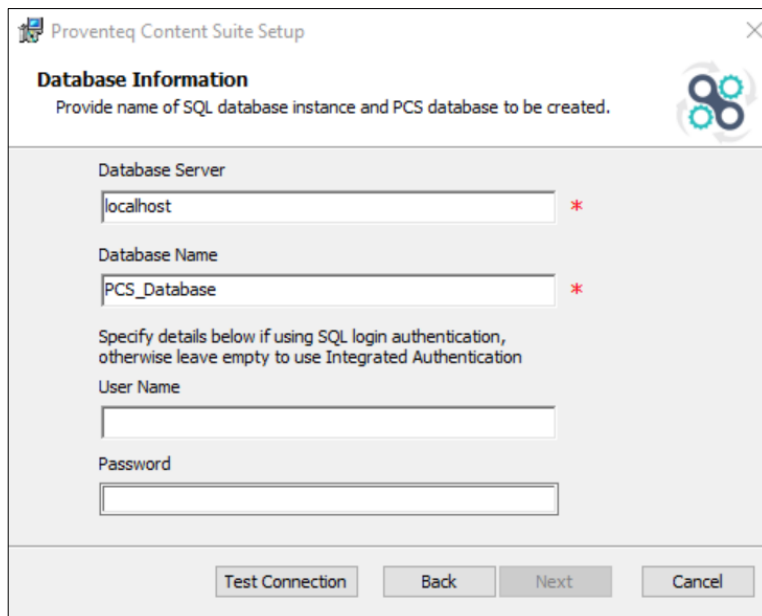 Proventeq Content Suite Setup
Database Information
Provide name of SQL database instance and PCS database to be created.
Database Server
localhost *
Database Name
PCS_Database *
Specify details below if using SQL login authentication,
otherwise leave empty to use Integrated Authentication
User Name
Password
Test Connection Back Next Cancel